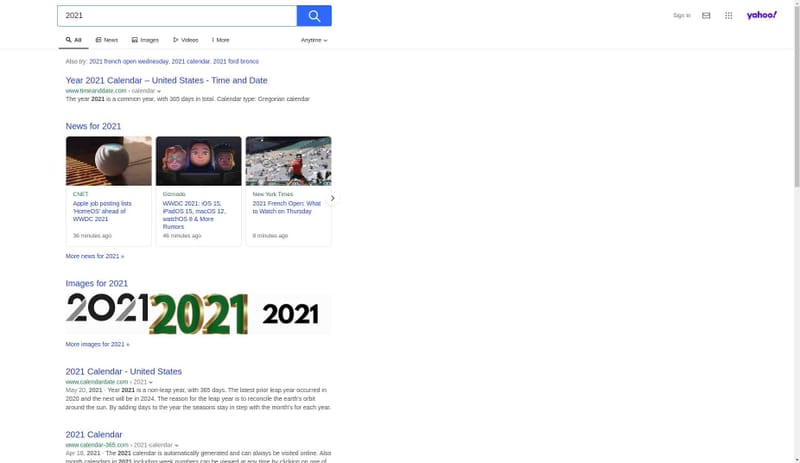 2021
Sign In
yahoo!
All
News
Images
Videos
More
Anytime
Also try: 2021 french open wednesday, 2021 calendar, 2021 ford bronco
Year 2021 Calendar – United States - Time and Date
www.timeanddate.com › calendar
The year 2021 is a common year, with 365 days in total. Calendar type: Gregorian calendar
News for 2021
CNET
Apple job posting lists
'HomeOS' ahead of
WWDC 2021
36 minutes ago
Gizmodo
WWDC 2021: iOS 15,
iPadOS 15, macOS 12,
watchOS 8 & More
Rumors
46 minutes ago
New York Times
2021 French Open: What
to Watch on Thursday
8 minutes ago
More news for 2021 »
Images for 2021
2021
2021
2021
More images for 2021 »
2021 Calendar - United States
www.calendardate.com › 2021
May 20, 2021 · Year 2021 is a non-leap year, with 365 days. The latest prior leap year occurred in
2020 and the next will be in 2024. The reason for the leap year is to reconcile the earth's orbit
around the sun. By adding days to the year the seasons stay in step with the month's for each year.
2021 Calendar
www.calendar-365.com › 2021-calendar
Apr 18, 2021 · The 2021 calendar is automatically generated and can always be visited online. Also
month calendars in 2021 including week numbers can be viewed at any time by clicking on one of